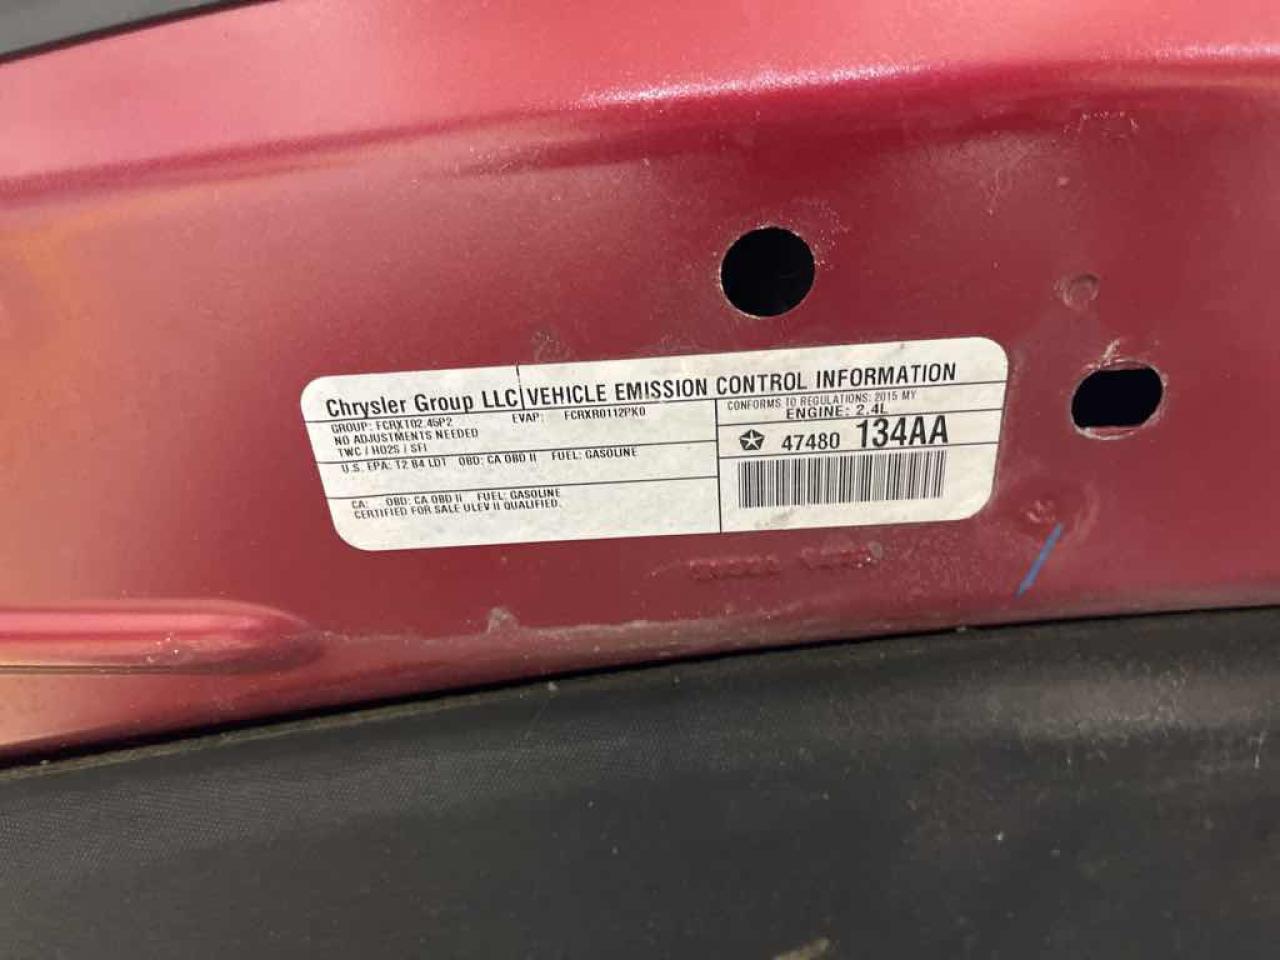 Chrysler Group LLC VEHICLE EMISSION CONTROL INFORMATION
GROUP: FCRXT02.45P2 EVAP: FCRXR0112PK0
NO ADJUSTMENTS NEEDED
TWC / HO2S / SFI
U.S. EPA: T2 B4 LDT OBD: CA OBD II FUEL: GASOLINE
CA: OBD: CA OBD II FUEL: GASOLINE
CERTIFIED FOR SALE ULEV II QUALIFIED.
CONFORMS TO REGULATIONS: 2015 MY
ENGINE: 2.4L
47480 134AA